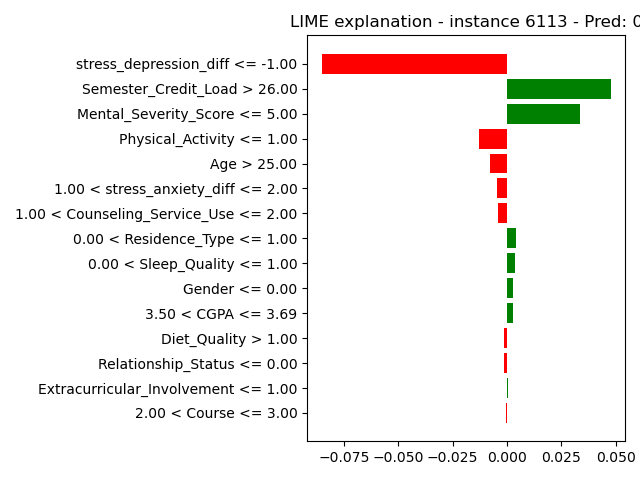 LIME explanation - instance 6113 - Pred: 0
stress_depression_diff <= -1.00
Semester_Credit_Load > 26.00
Mental_Severity_Score <= 5.00
Physical_Activity <= 1.00
Age > 25.00
1.00 < stress_anxiety_diff <= 2.00
1.00 < Counseling_Service_Use <= 2.00
0.00 < Residence_Type <= 1.00
0.00 < Sleep_Quality <= 1.00
Gender <= 0.00
3.50 < CGPA <= 3.69
Diet_Quality > 1.00
Relationship_Status <= 0.00
Extracurricular_Involvement <= 1.00
2.00 < Course <= 3.00
−0.075 −0.050 −0.025 0.000 0.025 0.050